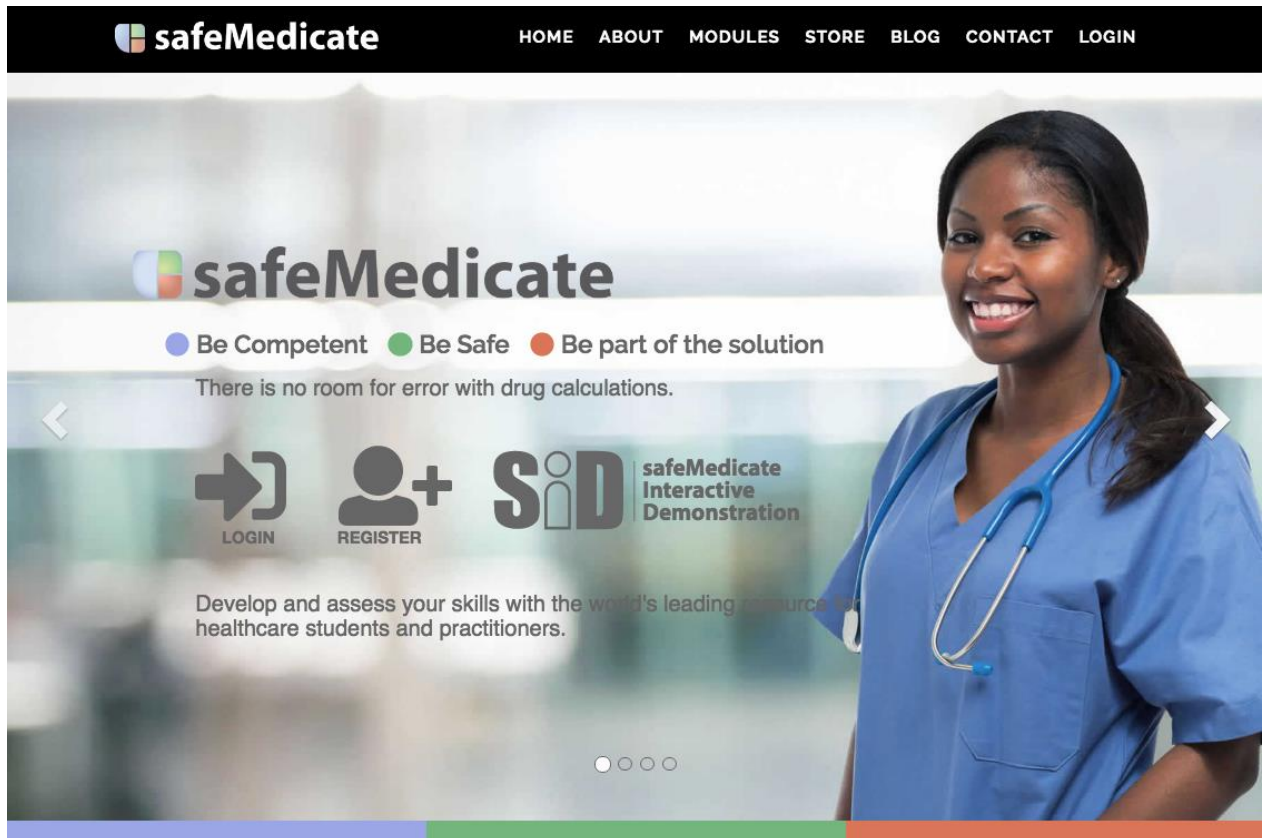 safeMedicate
HOME ABOUT MODULES STORE BLOG CONTACT LOGIN
safeMedicate
Be Competent Be Safe Be part of the solution
There is no room for error with drug calculations.
LOGIN
REGISTER
SiD
safeMedicate
Interactive
Demonstration
Develop and assess your skills with the world's leading resource for
healthcare students and practitioners.